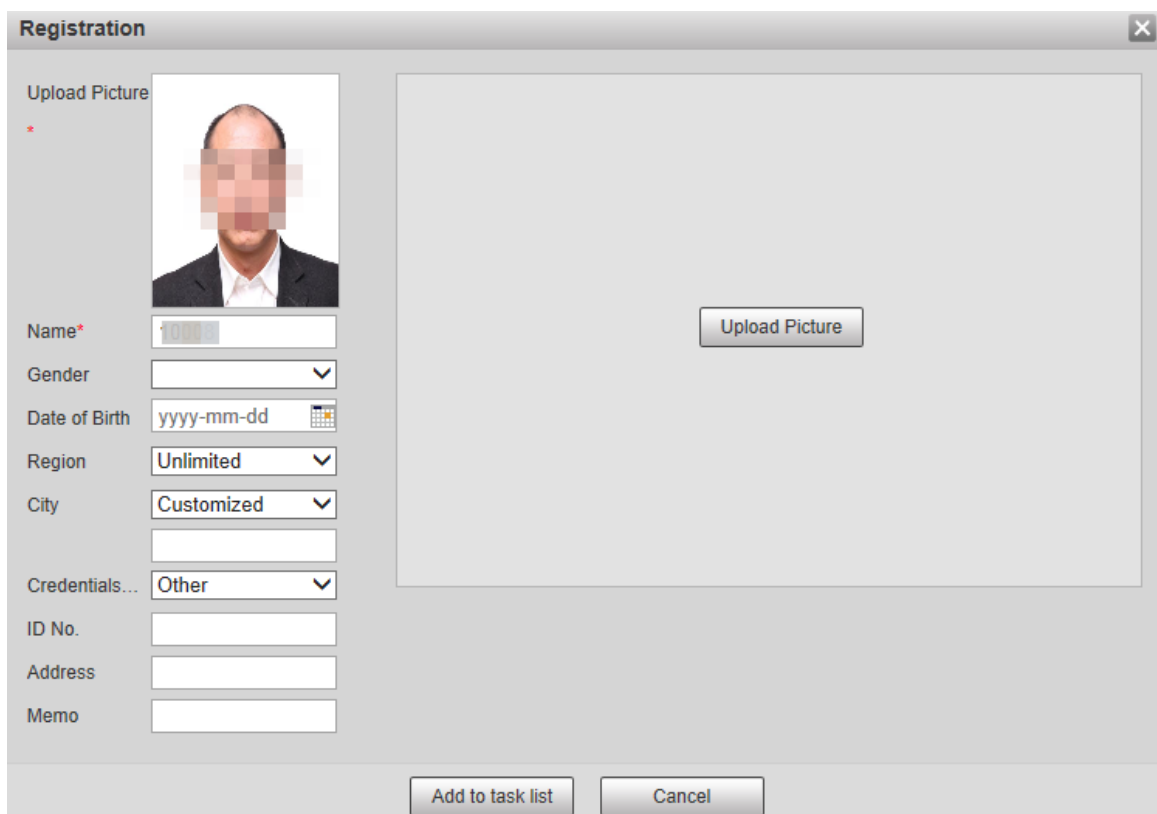 Registration
Upload Picture
*
Name*
Gender
Date of Birth yyyy-mm-dd
Region Unlimited
City Customized
Credentials... Other
ID No.
Address
Memo
Upload Picture
Add to task list Cancel